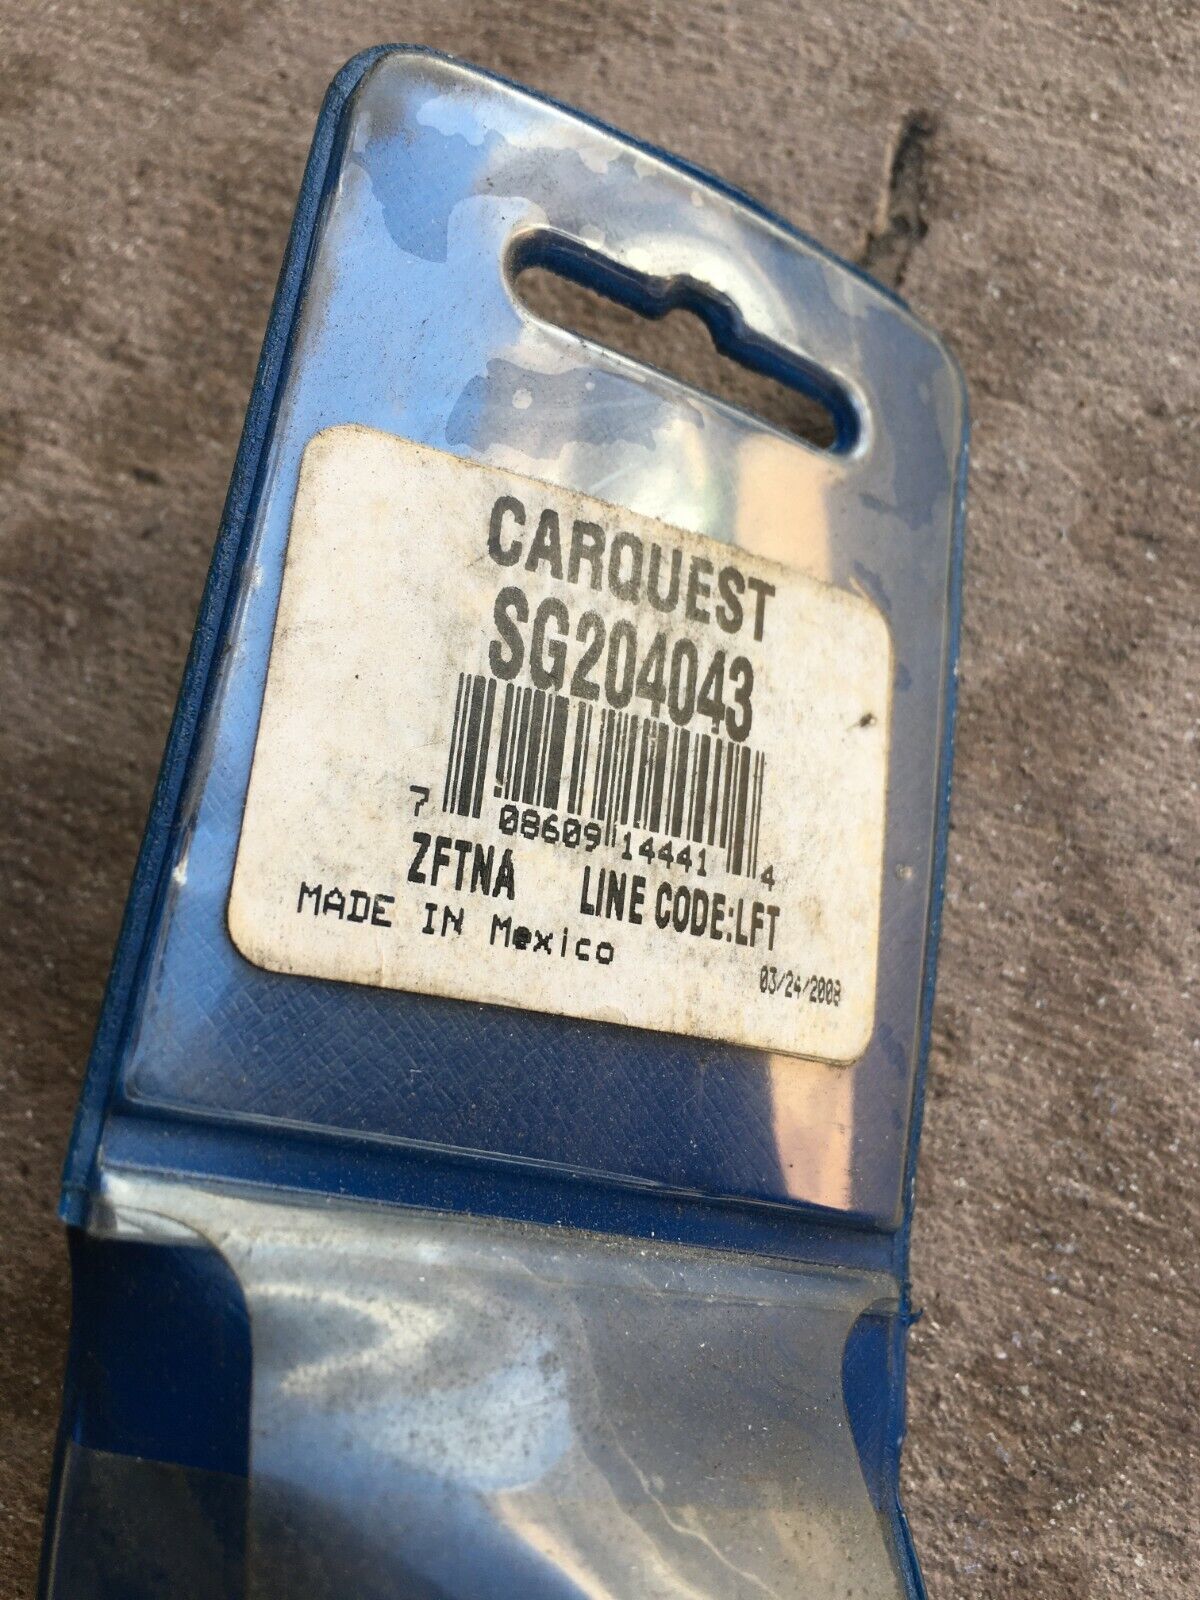 CARQUEST
SG204043
7 08609 14441 4
ZFTNA LINE CODE:LFT
MADE IN Mexico
03/24/2008